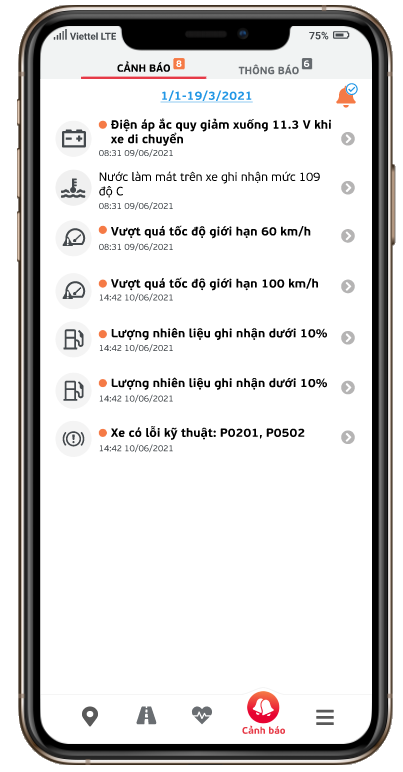 Viettel LTE 75%
CẢNH BÁO 8 THÔNG BÁO 6
1/1-19/3/2021
Điện áp ắc quy giảm xuống 11.3 V khi
xe di chuyển
08:31 09/06/2021
Nước làm mát trên xe ghi nhận mức 109
độ C
08:31 09/06/2021
Vượt quá tốc độ giới hạn 60 km/h
08:31 09/06/2021
Vượt quá tốc độ giới hạn 100 km/h
14:42 10/06/2021
Lượng nhiên liệu ghi nhận dưới 10%
14:42 10/06/2021
Lượng nhiên liệu ghi nhận dưới 10%
14:42 10/06/2021
Xe có lỗi kỹ thuật: P0201, P0502
14:42 10/06/2021
Cảnh báo